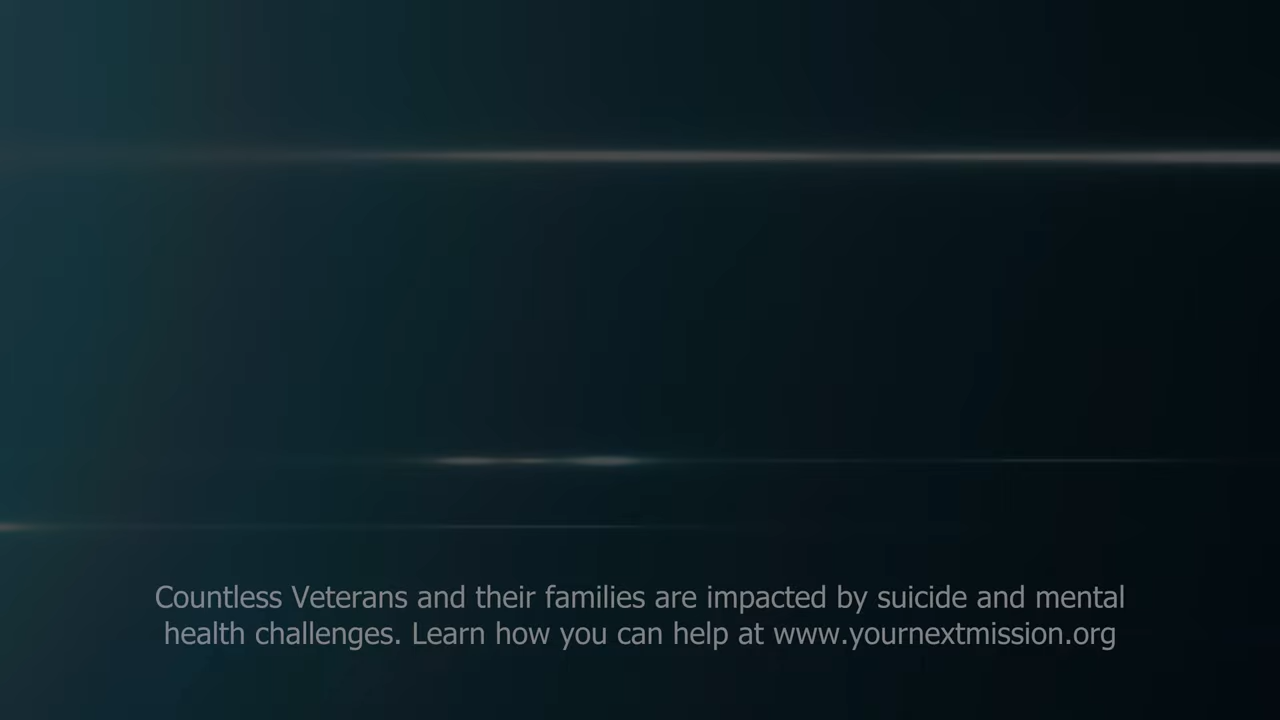 Countless Veterans and their families are impacted by suicide and mental
health challenges. Learn how you can help at www.yournextmission.org